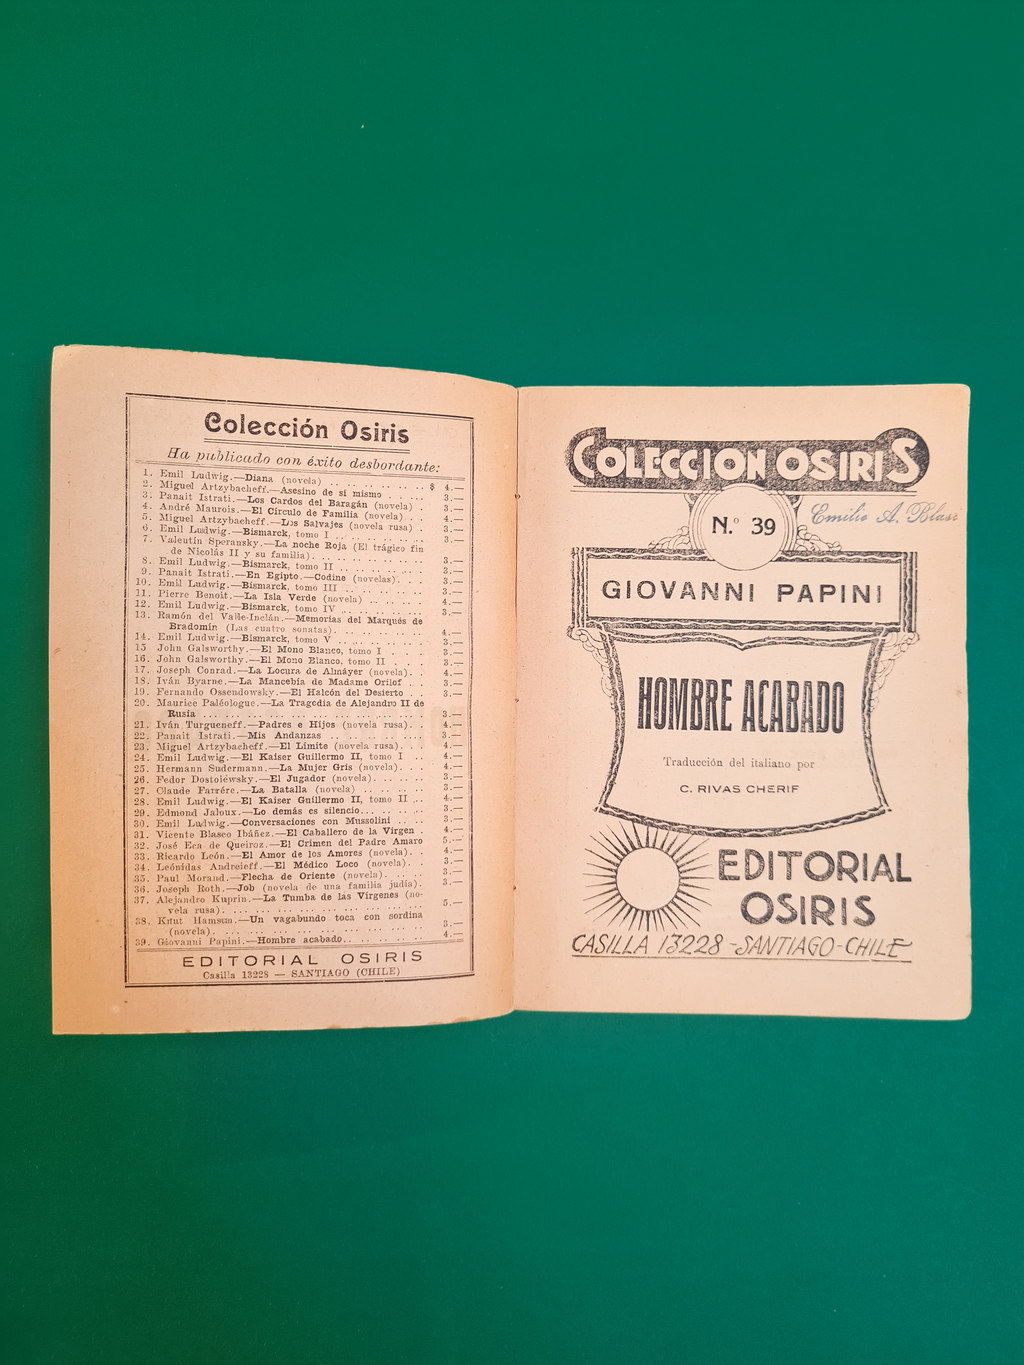 Colección Osiris
Ha publicado con éxito desbordante:
1. Emil Ludwig.—Diana (novela) .. .. .. .. .. .. $ 4.—
2. Miguel Artzybacheff.—Asesino de si mismo .. .. .. 3.—
3. Panait Istrati.—Los Cardos del Baragán (novela) . 3.—
4. André Maurois.—El Círculo de Familia (novela) . . 4.—
5. Miguel Artzybacheff.—Los Salvajes (novela rusa) . 3.—
6. Emil Ludwig.—Bismarck, tomo I .. .. .. .. .. .. 3.—
7. Valeutín Speransky.—La noche Roja (El trágico fin
de Nicolás II y su familia) .. .. .. .. .. .. 3.—
8. Emil Ludwig.—Bismarck, tomo II .. .. .. .. .. 3.—
9. Panait Istrati.—En Egipto.—Codine (novelas). . . 3.—
10. Emil Ludwig.—Bismarck, tomo III .. .. .. .. .. 3.—
11. Pierre Benoit.—La Isla Verde (novela) .. .. .. .. 4.—
12. Emil Ludwig.—Bismarck, tomo IV .. .. .. .. .. 3.—
13. Ramón del Valle-Inclán.—Memorias del Marqués de
Bradomín (Las cuatro sonatas). .. .. .. .. .. 4.—
14. Emil Ludwig.—Bismarck, tomo V .. .. .. .. .. 3.—
15 John Galsworthy.—El Mono Blanco, tomo I . .. .. 3.—
16. John Galsworthy.—El Mono Blanco, tomo II . . . 3.—
17. Joseph Conrad.—La Locura de Almáyer (novela). . 4.—
18. Iván Byarne.—La Mancebía de Madame Orilof . . 3.—
19. Fernando Ossendowsky.—El Halcón del Desierto . . 3.—
20. Maurice Paléologue.—La Tragedia de Alejandro II de
Rusia ... .. .. .. .. .. .. .. .. .. .. 3.—
21. Iván Turgueneff.—Padres e Hijos (novela rusa). . . 4.—
22. Panait Istrati.—Mis Andanzas .. .. .. .. .. .. 3.—
23. Miguel Artzybacheff.—El Límite (novela rusa). . . 4.—
24. Emil Ludwig.—El Kaiser Guillermo II, tomo I .. 4.—
25. Hermann Sudermann.—La Mujer Gris (novela). . . 4.—
26. Fedor Dostoiéwsky.—El Jugador (novela). .. .. . 3.—
27. Claude Farrére.—La Batalla (novela) .. .. .. .. 3.—
28. Emil Ludwig.—El Kaiser Guillermo II, tomo II .. 4.—
29. Edmond Jaloux.—Lo demás es silencio... .. .. .. 3.—
30. Emil Ludwig.—Conversaciones con Mussolini .. .. 3.—
31. Vicente Blasco Ibáñez.—El Caballero de la Virgen . 4.—
32. José Eca de Queiroz.—El Crimen del Padre Amaro 5.—
33. Ricardo León.—El Amor de los Amores (novela). . 4.—
34. Leónidas Andreieff.—El Médico Loco (novela). . 3.—
35. Paul Morand.—Flecha de Oriente (novela). .. .. . 3.—
36. Joseph Roth.—Job (novela de una familia judía). 3.—
37. Alejandro Kuprin.—La Tumba de las Vírgenes (no-
vela rusa). .. .. .. .. .. .. .. .. .. .. 5.—
38. Knut Hamsum.—Un vagabundo toca con sordina
(novela) .. .. .. .. .. .. .. .. .. .. .. 3.—
39. Giovanni Papini.—Hombre acabado.. .. .. .. .. 4.—
EDITORIAL OSIRIS
Casilla 13228 — SANTIAGO (CHILE)
COLECCION OSIRIS
N.º 39
Emilio A. Blasi
GIOVANNI PAPINI
HOMBRE ACABADO
Traducción del italiano por
C. RIVAS CHERIF
EDITORIAL
OSIRIS
CASILLA 13228-SANTIAGO-CHILE